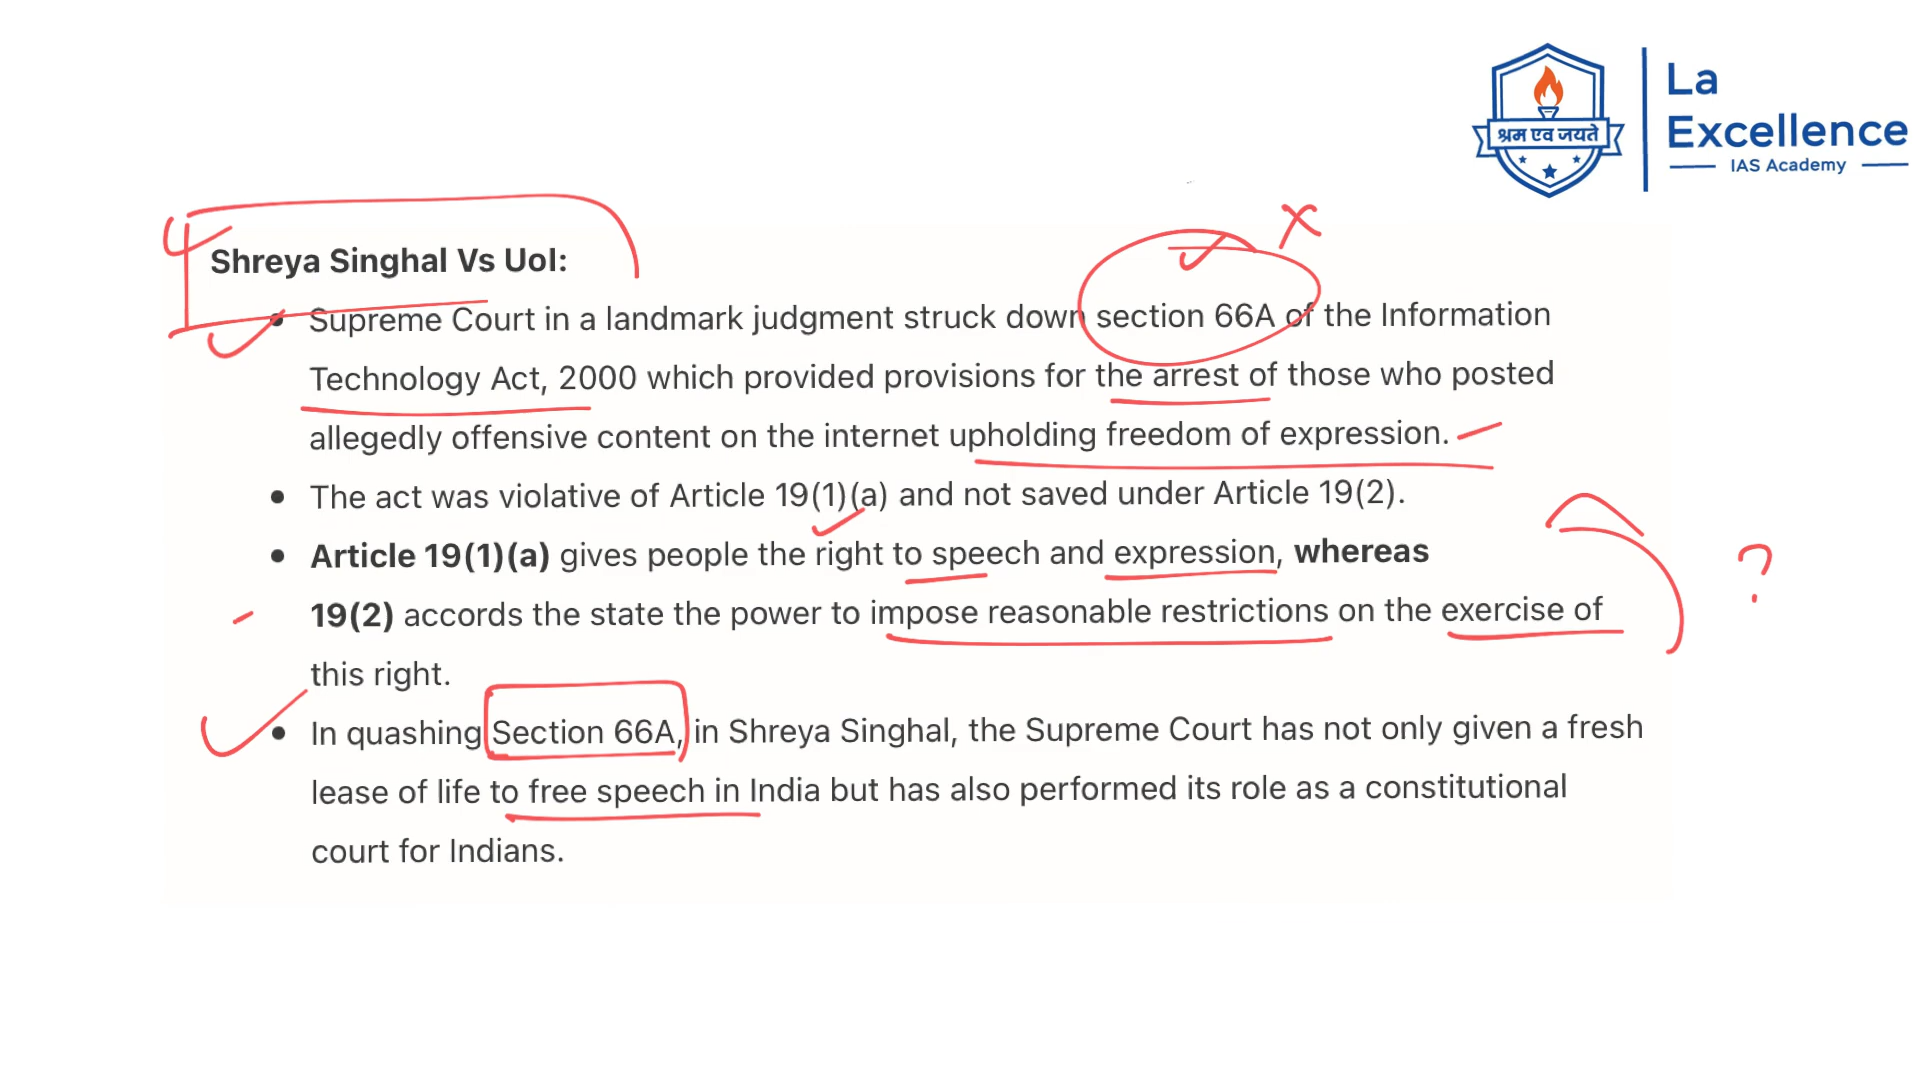 La
Excellence
IAS Academy
श्रम एव जयते
4
x
Shreya Singhal Vs UoI:
• Supreme Court in a landmark judgment struck down section 66A of the Information
Technology Act, 2000 which provided provisions for the arrest of those who posted
allegedly offensive content on the internet upholding freedom of expression.
• The act was violative of Article 19(1)(a) and not saved under Article 19(2).
• Article 19(1)(a) gives people the right to speech and expression, whereas
19(2) accords the state the power to impose reasonable restrictions on the exercise of
this right.
?
• In quashing Section 66A, in Shreya Singhal, the Supreme Court has not only given a fresh
lease of life to free speech in India but has also performed its role as a constitutional
court for Indians.